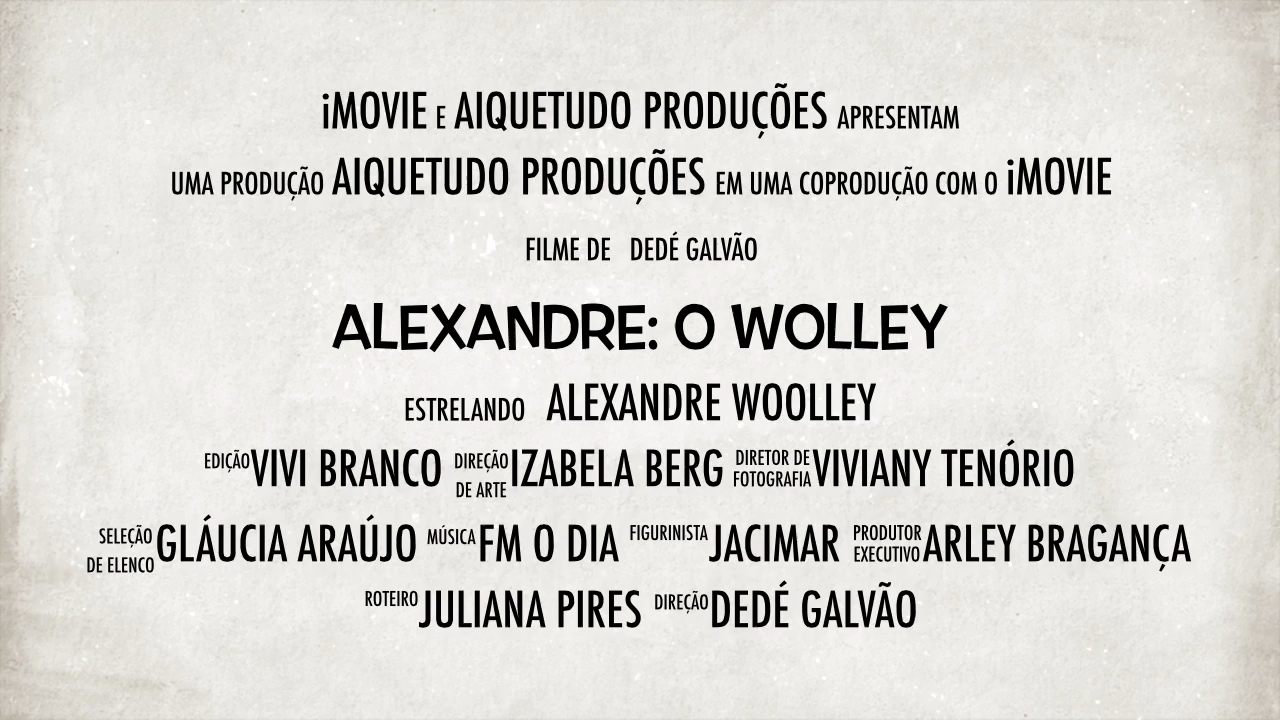 iMOVIE E AIQUETUDO PRODUÇÕES APRESENTAM
UMA PRODUÇÃO AIQUETUDO PRODUÇÕES EM UMA COPRODUÇÃO COM O iMOVIE
FILME DE DEDÉ GALVÃO
ALEXANDRE: O WOLLEY
ESTRELANDO ALEXANDRE WOOLLEY
EDIÇÃO VIVI BRANCO DIREÇÃO DE ARTE IZABELA BERG DIRETOR DE FOTOGRAFIA VIVIANY TENÓRIO
SELEÇÃO DE ELENCO GLÁUCIA ARAÚJO MÚSICA FM O DIA FIGURINISTA JACIMAR PRODUTOR EXECUTIVO ARLEY BRAGANÇA
ROTEIRO JULIANA PIRES DIREÇÃO DEDÉ GALVÃO